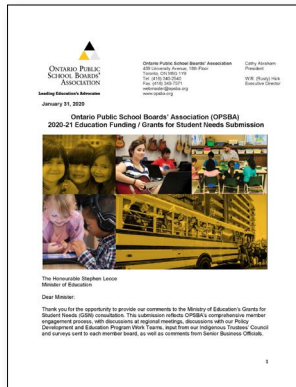 ONTARIO PUBLIC
SCHOOL BOARDS'
ASSOCIATION
Leading Education's Advocates
Ontario Public School Boards' Association
439 University Avenue, 18th Floor
Toronto, ON M5G 1Y8
Tel: (416) 340-2540
Fax: (416) 340-7571
webmaster@opsba.org
www.opsba.org
Cathy Abraham
President
W.R. (Rusty) Hick
Executive Director
January 31, 2020
Ontario Public School Boards' Association (OPSBA)
2020-21 Education Funding / Grants for Student Needs Submission
The Honourable Stephen Lecce
Minister of Education
Dear Minister:
Thank you for the opportunity to provide our comments to the Ministry of Education's Grants for
Student Needs (GSN) consultation. This submission reflects OPSBA's comprehensive member
engagement process, with discussions at regional meetings, discussions with our Policy
Development and Education Program Work Teams, input from our Indigenous Trustees' Council
and surveys sent to each member board, as well as comments from Senior Business Officials.